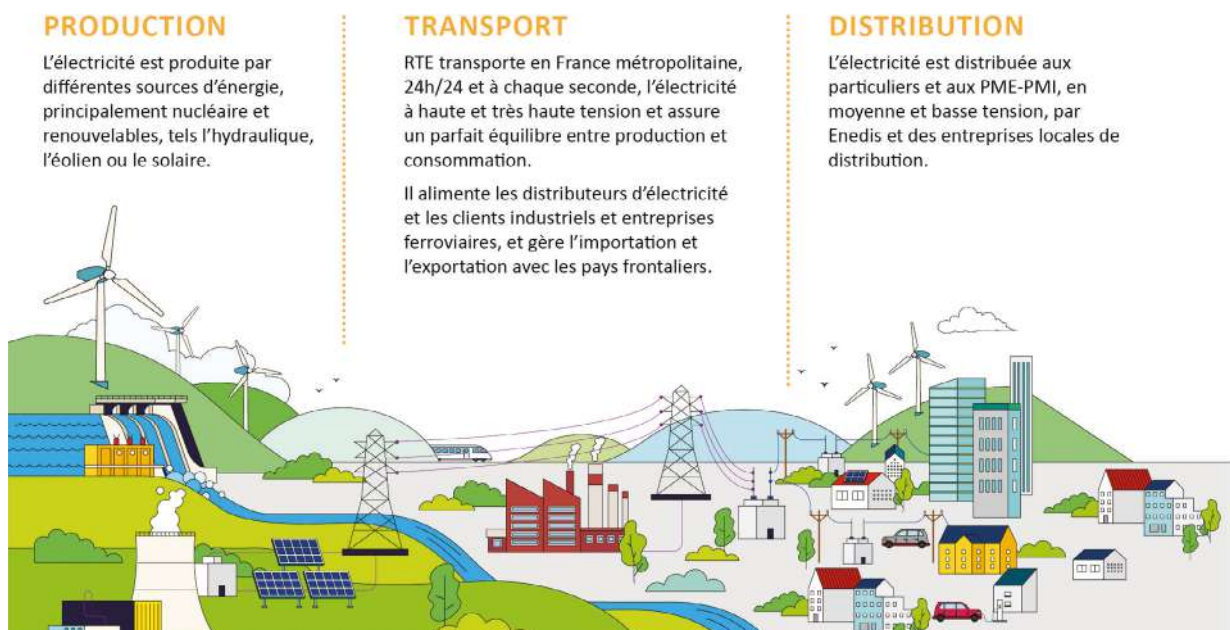 PRODUCTION
L’électricité est produite par
différentes sources d’énergie,
principalement nucléaire et
renouvelables, tels l’hydraulique,
l’éolien ou le solaire.
TRANSPORT
RTE transporte en France métropolitaine,
24h/24 et à chaque seconde, l’électricité
à haute et très haute tension et assure
un parfait équilibre entre production et
consommation.
Il alimente les distributeurs d’électricité
et les clients industriels et entreprises
ferroviaires, et gère l’importation et
l’exportation avec les pays frontaliers.
DISTRIBUTION
L’électricité est distribuée aux
particuliers et aux PME-PMI, en
moyenne et basse tension, par
Enedis et des entreprises locales de
distribution.